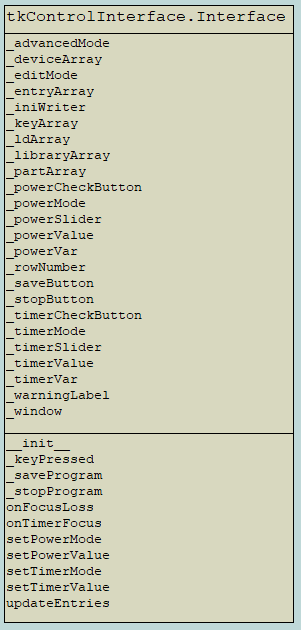 tkControlInterface.Interface
_advancedMode
_deviceArray
_editMode
_entryArray
_iniWriter
_keyArray
_ldArray
_libraryArray
_partArray
_powerCheckButton
_powerMode
_powerSlider
_powerValue
_powerVar
_rowNumber
_saveButton
_stopButton
_timerCheckButton
_timerMode
_timerSlider
_timerValue
_timerVar
_warningLabel
_window
__init__
_keyPressed
_saveProgram
_stopProgram
onFocusLoss
onTimerFocus
setPowerMode
setPowerValue
setTimerMode
setTimerValue
updateEntries